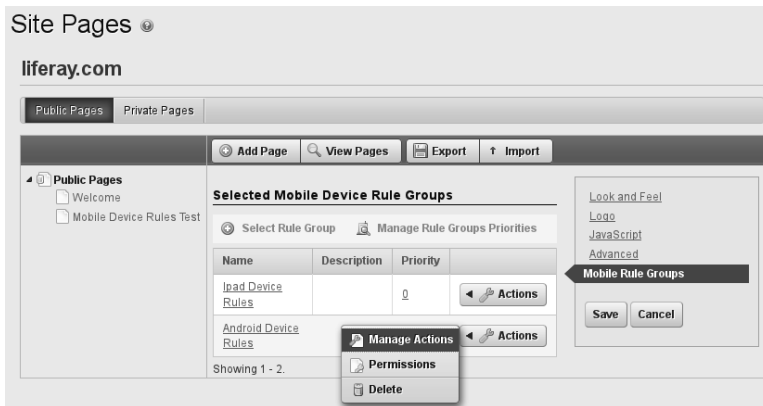 Site Pages
liferay.com
Public Pages Private Pages
Add Page View Pages Export Import
Public Pages
Welcome
Mobile Device Rules Test
Selected Mobile Device Rule Groups
Select Rule Group Manage Rule Groups Priorities
Name Description Priority
Ipad Device
Rules
0
Actions
Android Device
Rules
Actions
Manage Actions
Permissions
Delete
Showing 1 - 2.
Look and Feel
Logo
JavaScript
Advanced
Mobile Rule Groups
Save Cancel